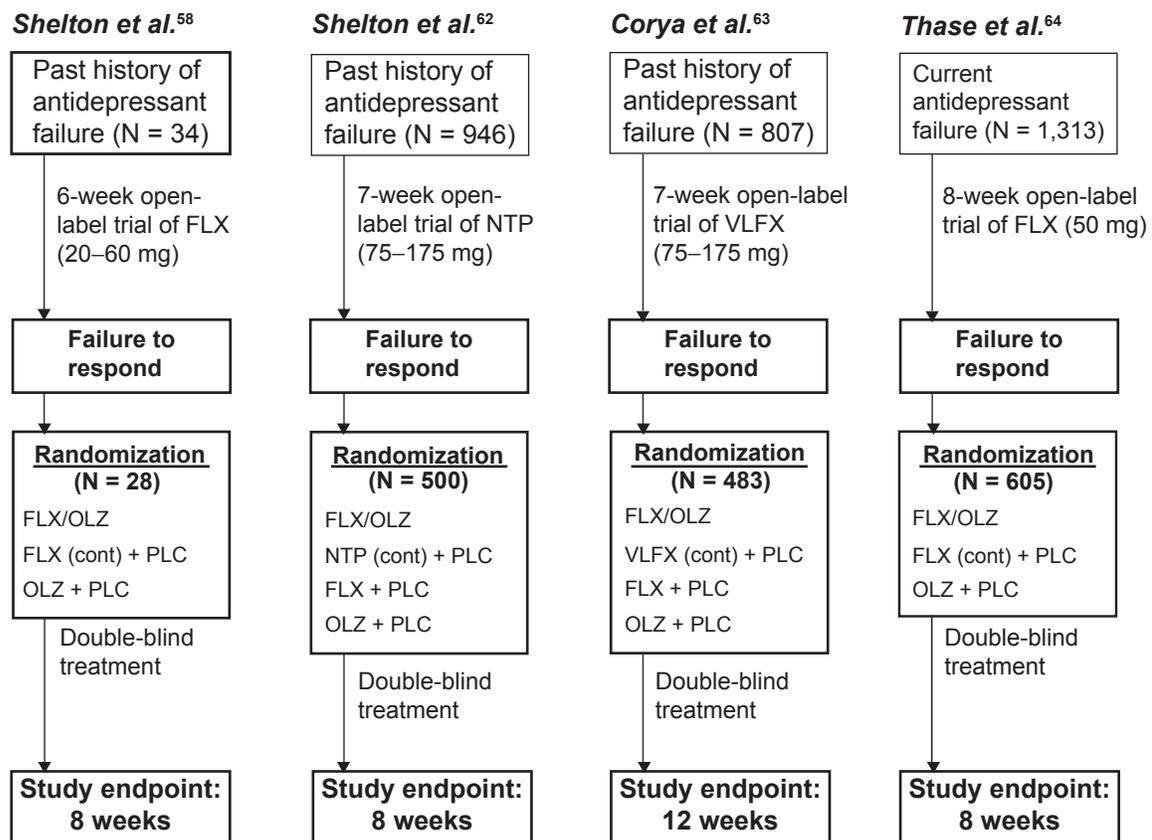 Shelton et al.58
Past history of
antidepressant
failure (N = 34)
6-week open-
label trial of FLX
(20–60 mg)
Failure to
respond
Randomization
(N = 28)
FLX/OLZ
FLX (cont) + PLC
OLZ + PLC
Double-blind
treatment
Study endpoint:
8 weeks
Shelton et al.62
Past history of
antidepressant
failure (N = 946)
7-week open-
label trial of NTP
(75–175 mg)
Failure to
respond
Randomization
(N = 500)
FLX/OLZ
NTP (cont) + PLC
FLX + PLC
OLZ + PLC
Double-blind
treatment
Study endpoint:
8 weeks
Corya et al.63
Past history of
antidepressant
failure (N = 807)
7-week open-label
trial of VLFX
(75–175 mg)
Failure to
respond
Randomization
(N = 483)
FLX/OLZ
VLFX (cont) + PLC
FLX + PLC
OLZ + PLC
Double-blind
treatment
Study endpoint:
12 weeks
Thase et al.64
Current
antidepressant
failure (N = 1,313)
8-week open-label
trial of FLX (50 mg)
Failure to
respond
Randomization
(N = 605)
FLX/OLZ
FLX (cont) + PLC
OLZ + PLC
Double-blind
treatment
Study endpoint:
8 weeks